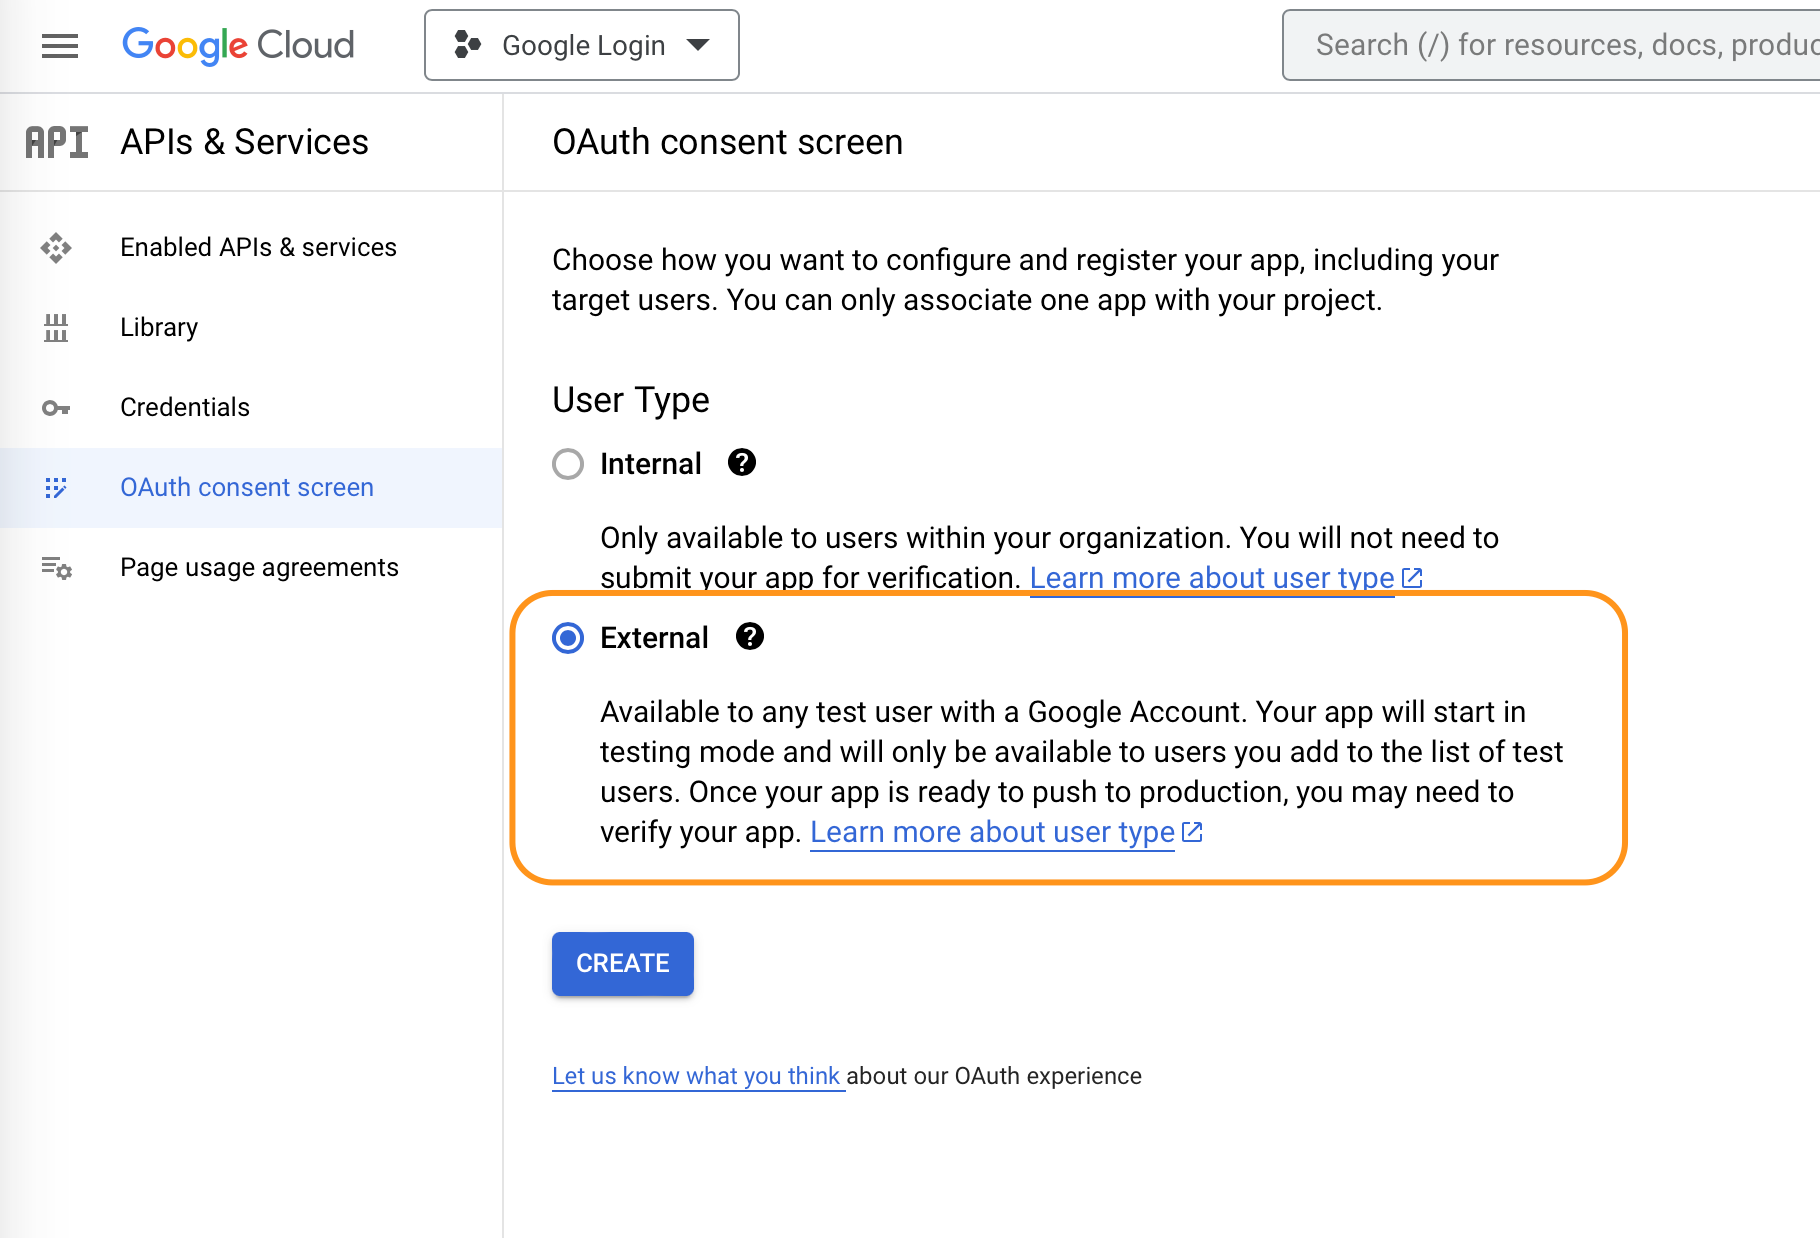 Google Cloud
Google Login
Search (/) for resources, docs, produc
API
APIs & Services
OAuth consent screen
Enabled APIs & services
Library
Credentials
OAuth consent screen
Page usage agreements
Choose how you want to configure and register your app, including your
target users. You can only associate one app with your project.
User Type
Internal ?
Only available to users within your organization. You will not need to
submit your app for verification. Learn more about user type
External ?
Available to any test user with a Google Account. Your app will start in
testing mode and will only be available to users you add to the list of test
users. Once your app is ready to push to production, you may need to
verify your app. Learn more about user type
CREATE
Let us know what you think about our OAuth experience